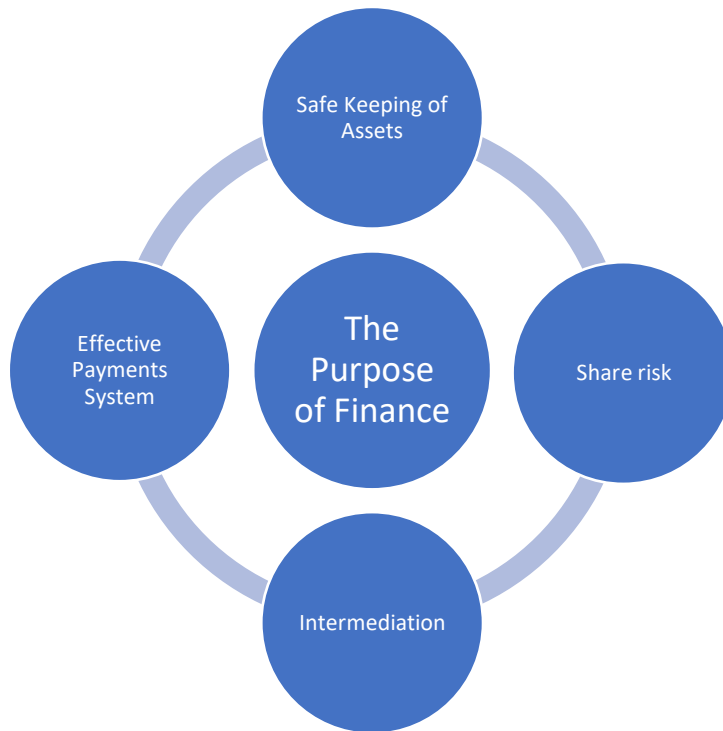 Safe Keeping of
Assets
Effective
Payments
System
The
Purpose
of Finance
Share risk
Intermediation